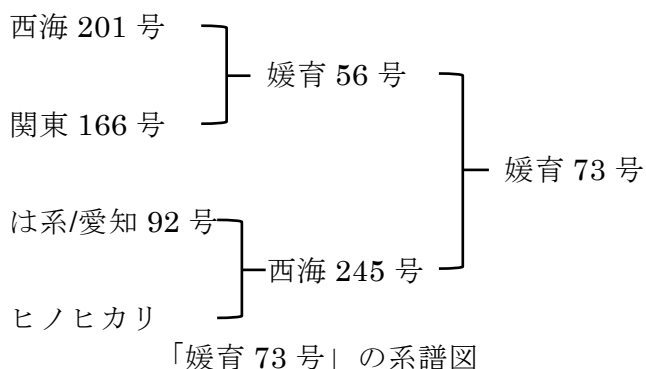 西海 201 号
媛育 56 号
関東 166 号
媛育 73 号
は系/愛知 92 号
西海 245 号
ヒノヒカリ
「媛育 73 号」の系譜図